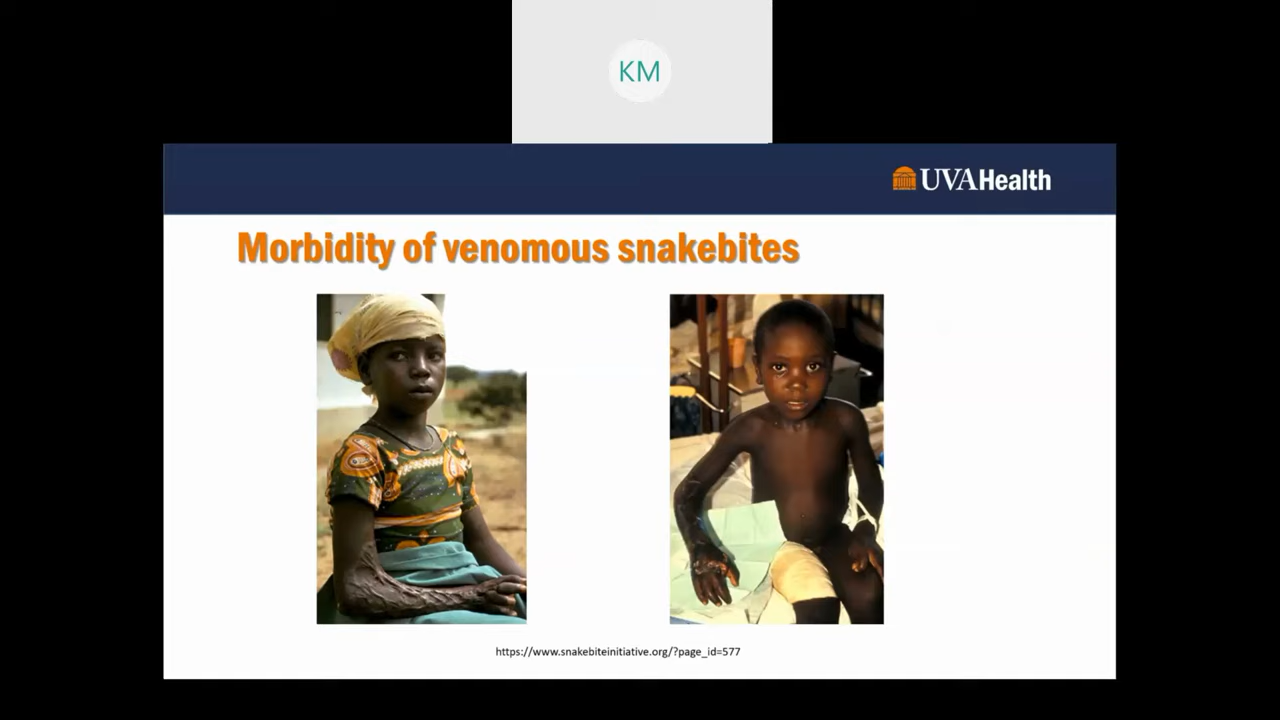 KM
UVAHealth
Morbidity of venomous snakebites
https://www.snakebiteinitiative.org/?page_id=577